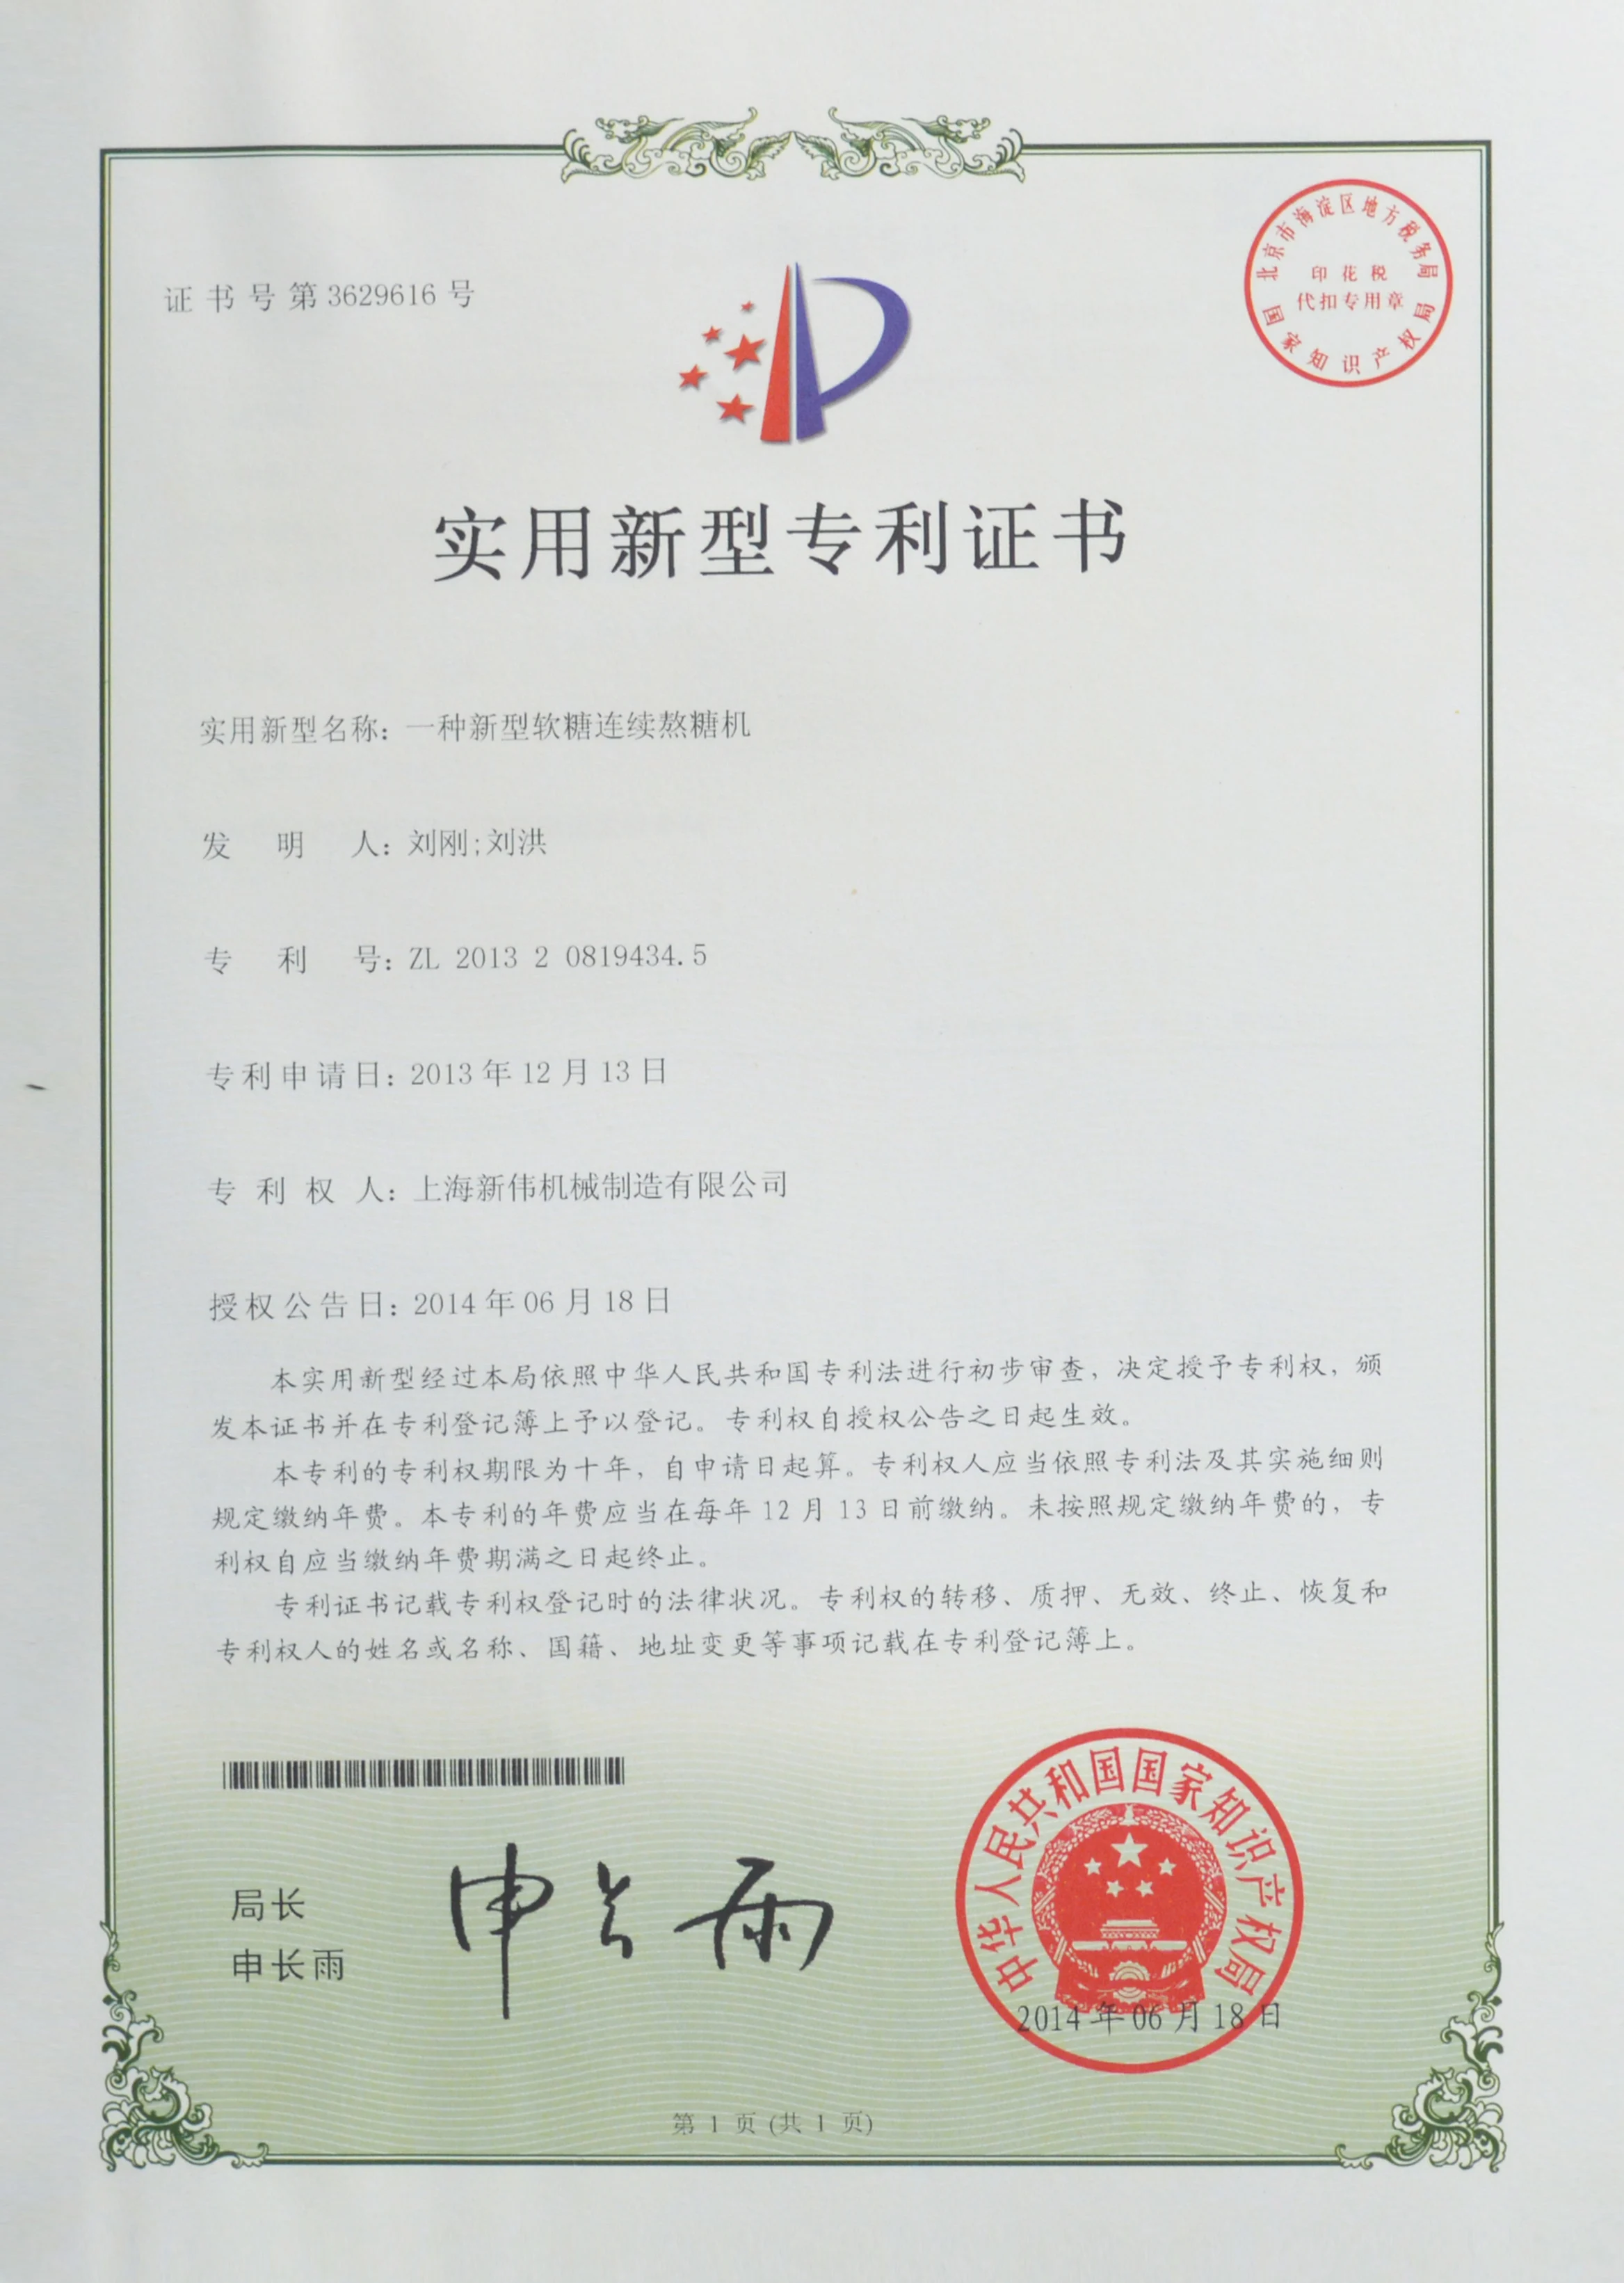 证书号第3629616号
北京市海淀区地方税务局
印花税
代扣专用章
国家知识产权局
实用新型专利证书
实用新型名称：一种新型软糖连续熬糖机
发明人：刘刚;刘洪
专利号：ZL 2013 2 0819434.5
专利申请日：2013年12月13日
专利权人：上海新伟机械制造有限公司
授权公告日：2014年06月18日
本实用新型经过本局依照中华人民共和国专利法进行初步审查，决定授予专利权，颁
发本证书并在专利登记簿上予以登记。专利权自授权公告之日起生效。
本专利的专利权期限为十年，自申请日起算。专利权人应当依照专利法及其实施细则
规定缴纳年费。本专利的年费应当在每年12月13日前缴纳。未按照规定缴纳年费的，专
利权自应当缴纳年费期满之日起终止。
专利证书记载专利权登记时的法律状况。专利权的转移、质押、无效、终止、恢复和
专利权人的姓名或名称、国籍、地址变更等事项记载在专利登记簿上。
局长
申长雨
申长雨
中华人民共和国国家知识产权局
2014年06月18日
第1页(共1页)